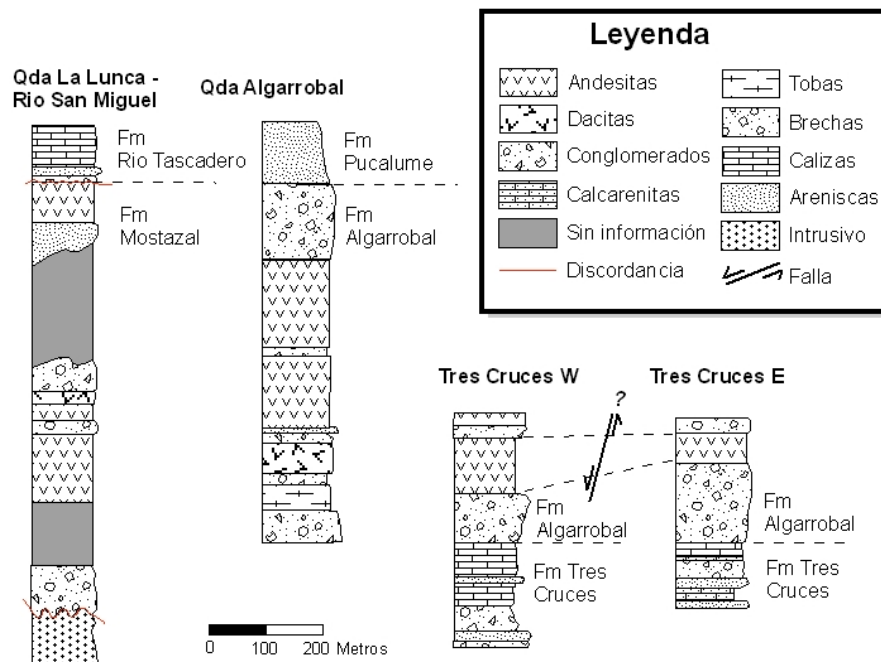 Leyenda
Andesitas
Tobas
Dacitas
Brechas
Conglomerados
Calizas
Calcarenitas
Areniscas
Sin información
Intrusivo
Discordancia
Falla
Qda La Lunca -
Rio San Miguel
Fm
Rio Tascadero
Fm
Mostazal
Qda Algarrobal
Fm
Pucalume
Fm
Algarrobal
Tres Cruces W
?
Fm
Algarrobal
Fm Tres
Cruces
Tres Cruces E
Fm
Algarrobal
Fm Tres
Cruces
0 100 200 Metros